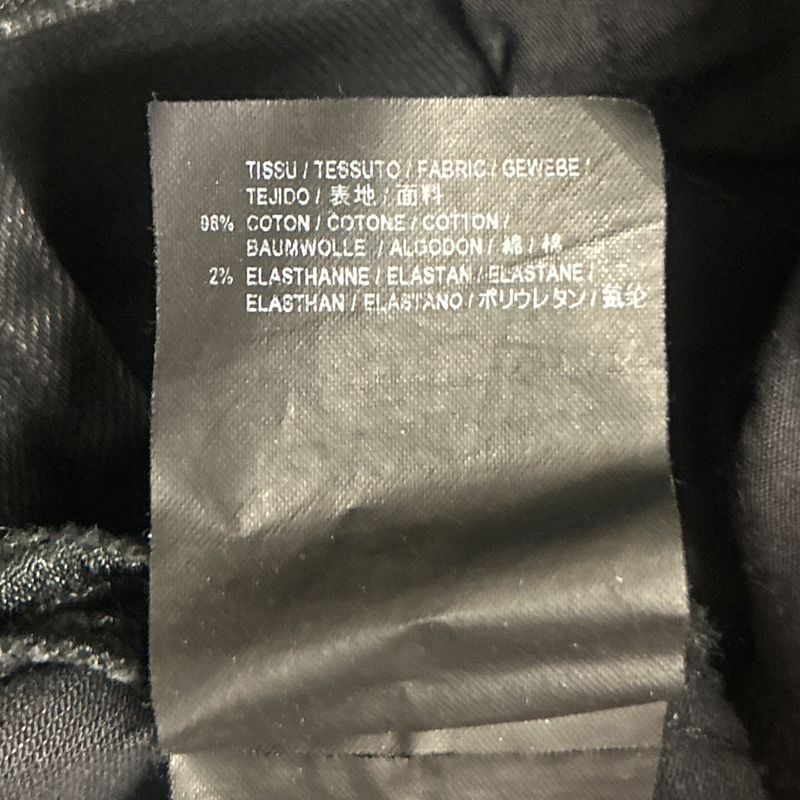 TISSU / TESSUTO / FABRIC / GEWEBE /
TEJIDO / 表地 / 面料
98% COTON / COTONE / COTTON /
BAUMWOLLE / ALGODON / 綿 / 棉
2% ELASTHANNE / ELASTAN / ELASTANE /
ELASTHAN / ELASTANO / ポリウレタン / 氨纶